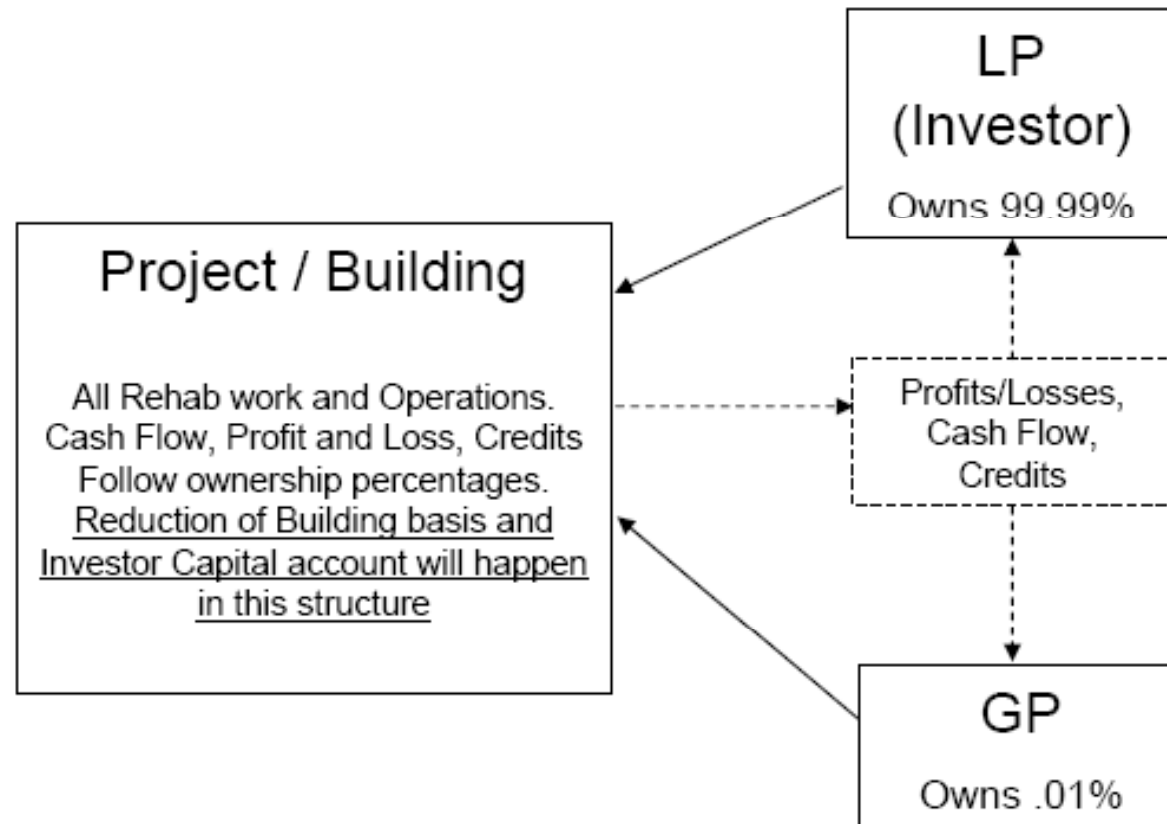 LP
(Investor)
Owns 99.99%
Project / Building
All Rehab work and Operations.
Cash Flow, Profit and Loss, Credits
Follow ownership percentages.
Reduction of Building basis and
Investor Capital account will happen
in this structure
Profits/Losses,
Cash Flow,
Credits
GP
Owns .01%